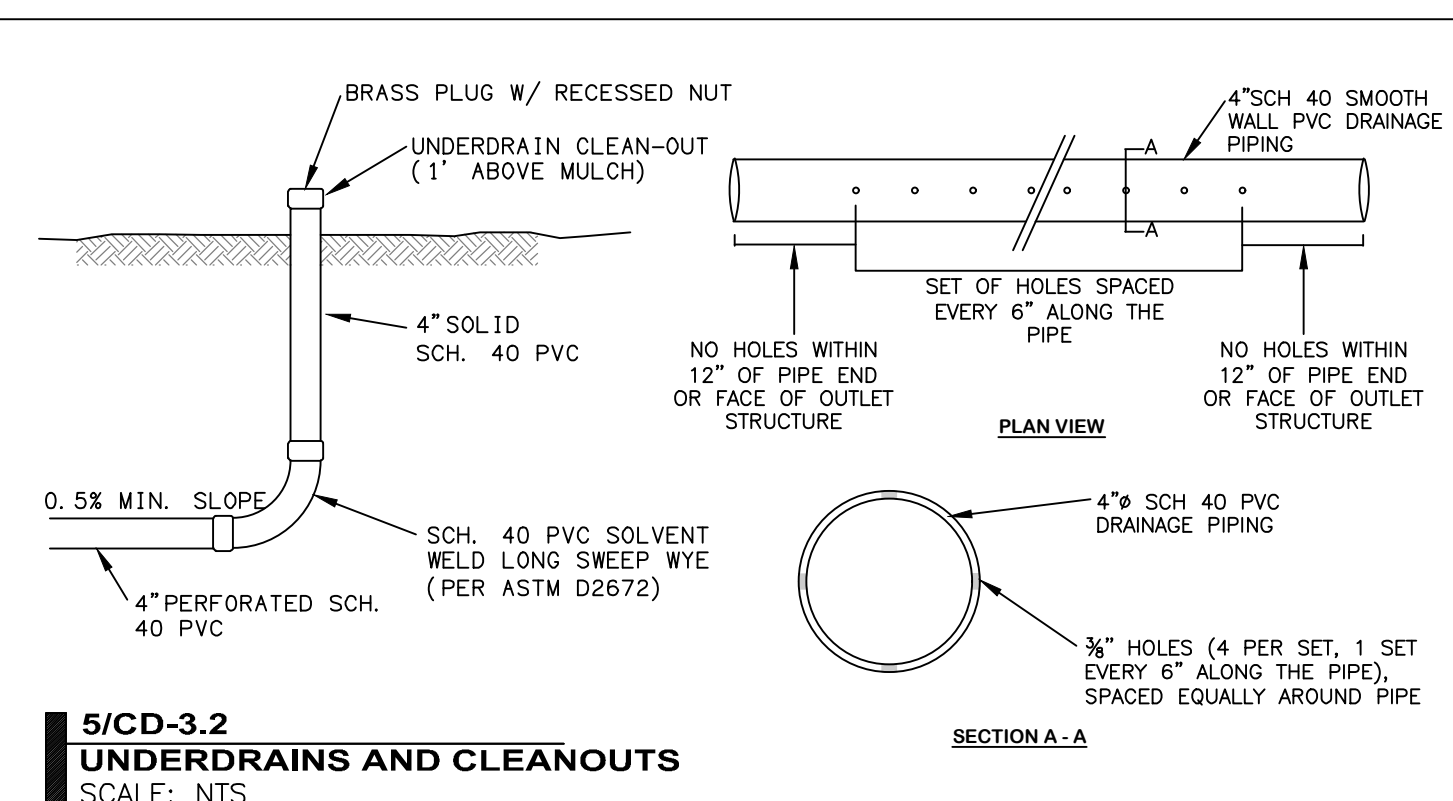 BRASS PLUG W/ RECESSED NUT
UNDERDRAIN CLEAN-OUT
(1' ABOVE MULCH)
4" SOLID
SCH. 40 PVC
0.5% MIN. SLOPE
SCH. 40 PVC SOLVENT
WELD LONG SWEEP WYE
(PER ASTM D2672)
4" PERFORATED SCH.
40 PVC
4" SCH 40 SMOOTH
WALL PVC DRAINAGE
PIPING
A
A
SET OF HOLES SPACED
EVERY 6" ALONG THE
PIPE
NO HOLES WITHIN
12" OF PIPE END
OR FACE OF OUTLET
STRUCTURE
NO HOLES WITHIN
12" OF PIPE END
OR FACE OF OUTLET
STRUCTURE
PLAN VIEW
4"ø SCH 40 PVC
DRAINAGE PIPING
⅜" HOLES (4 PER SET, 1 SET
EVERY 6" ALONG THE PIPE),
SPACED EQUALLY AROUND PIPE
SECTION A - A
5/CD-3.2
UNDERDRAINS AND CLEANOUTS
SCALE: NTS